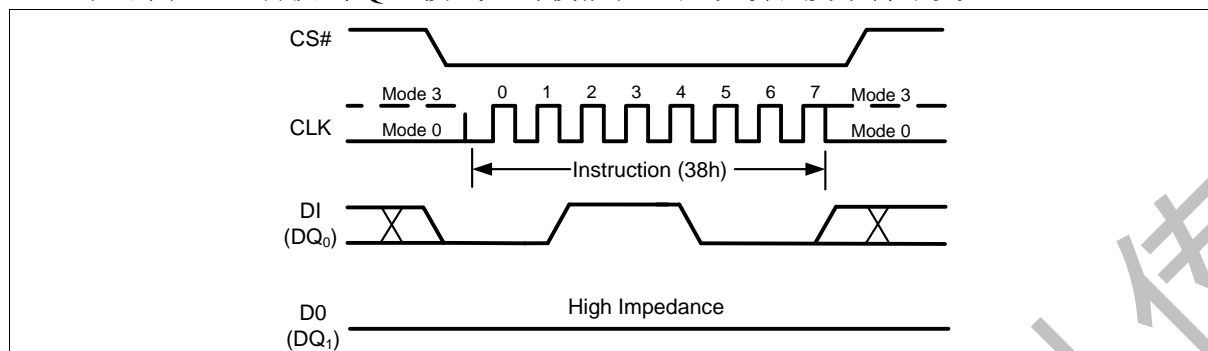 CS#
0 1 2 3 4 5 6 7
Mode 3 Mode 3
CLK
Mode 0 Mode 0
Instruction (38h)
DI
(DQ0)
High Impedance
D0
(DQ1)
传